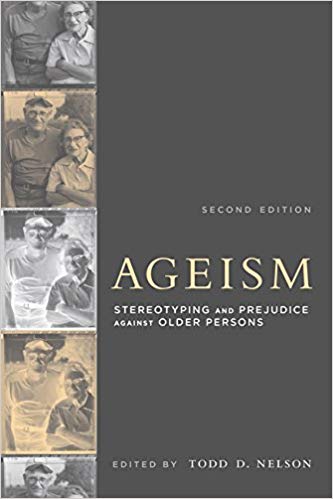 SECOND EDITION
AGEISM
STEREOTYPING AND PREJUDICE
AGAINST OLDER PERSONS
EDITED BY TODD D. NELSON